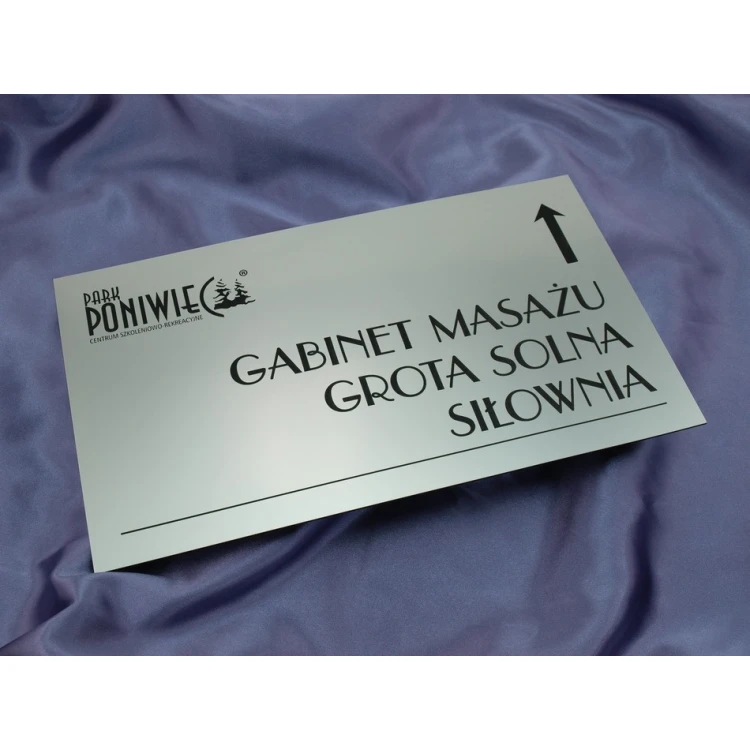 PARK
PONIWIEC ®
CENTRUM SZKOLENIOWO-REKREACYJNE
GABINET MASAŻU
GROTA SOLNA
SIŁOWNIA